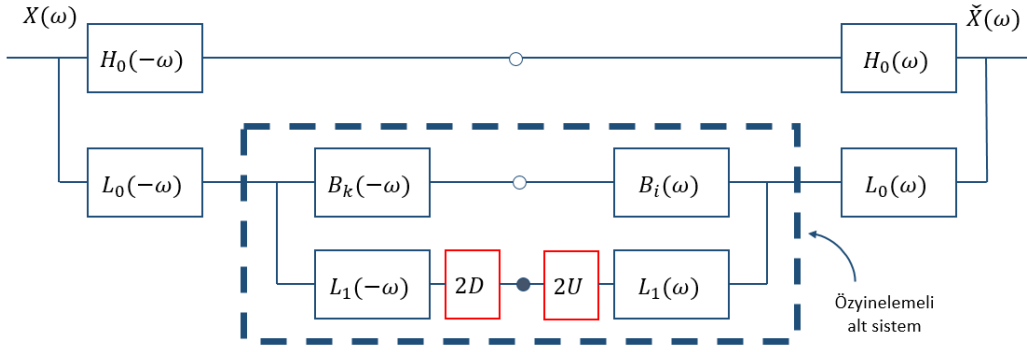 X(ω)
X̌(ω)
H₀(−ω)
H₀(ω)
L₀(−ω)
B_k(−ω)
B_i(ω)
L₀(ω)
L₁(−ω)
2D
2U
L₁(ω)
Özyinelemeli
alt sistem